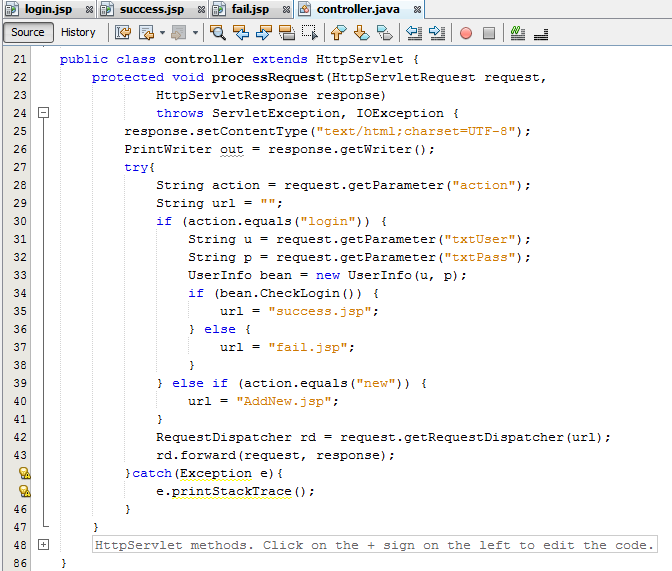 login.jsp success.jsp fail.jsp controller.java
Source History
21 public class controller extends HttpServlet {
22 protected void processRequest(HttpServletRequest request,
23 HttpServletResponse response)
24 throws ServletException, IOException {
25 response.setContentType("text/html;charset=UTF-8");
26 PrintWriter out = response.getWriter();
27 try{
28 String action = request.getParameter("action");
29 String url = "";
30 if (action.equals("login")) {
31 String u = request.getParameter("txtUser");
32 String p = request.getParameter("txtPass");
33 UserInfo bean = new UserInfo(u, p);
34 if (bean.CheckLogin()) {
35 url = "success.jsp";
36 } else {
37 url = "fail.jsp";
38 }
39 } else if (action.equals("new")) {
40 url = "AddNew.jsp";
41 }
42 RequestDispatcher rd = request.getRequestDispatcher(url);
43 rd.forward(request, response);
}catch(Exception e){
e.printStackTrace();
46 }
47 }
48 HttpServlet methods. Click on the + sign on the left to edit the code.
86 }